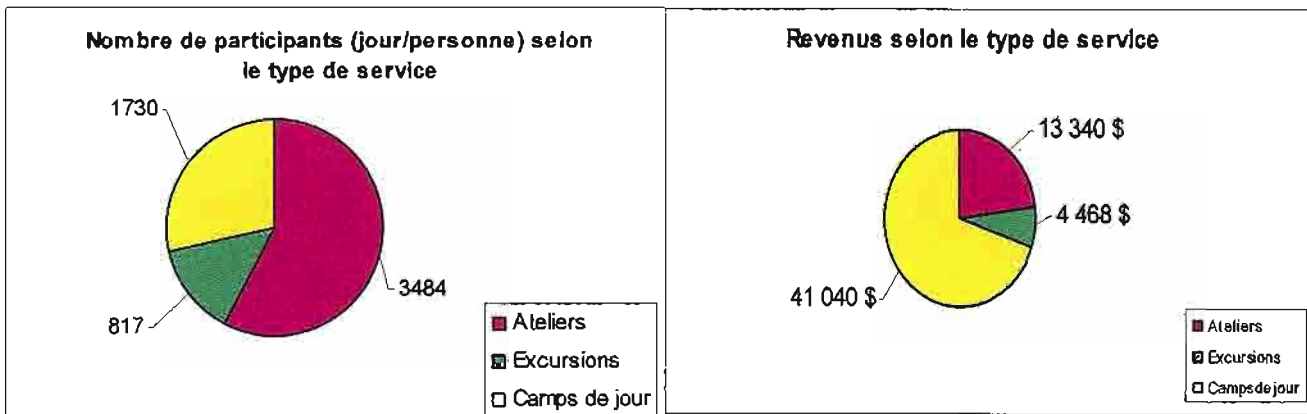 Nombre de participants (jour/personne) selon
le type de service
1730
817
3484
Ateliers
Excursions
Camps de jour
Revenus selon le type de service
13 340 $
4 468 $
41 040 $
Ateliers
Excursions
Camps de jour